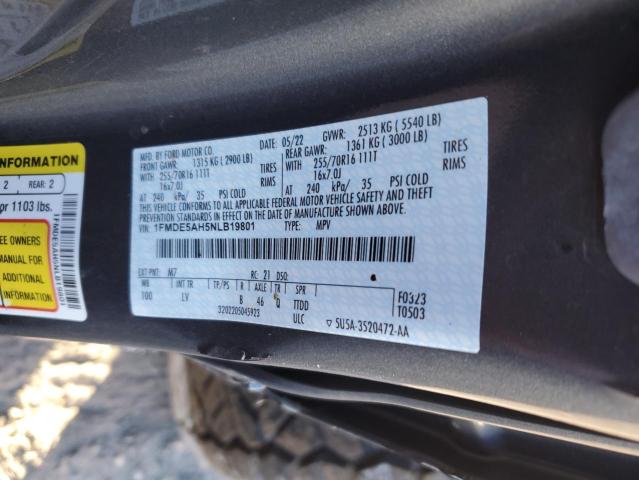 INFORMATION
2 REAR: 2
or 1103 lbs.
EE OWNERS
MANUAL FOR
ADDITIONAL
INFORMATION
1FMDE5AH5NLB19801
MFD. BY FORD MOTOR CO.
DATE: 05/22 GVWR: 2513 KG ( 5540 LB)
FRONT GAWR: 1315 KG ( 2900 LB) REAR GAWR: 1361 KG ( 3000 LB)
WITH 255/70R16 111T TIRES WITH 255/70R16 111T TIRES
16x7.0J RIMS 16x7.0J RIMS
AT 240 kPa/ 35 PSI COLD AT 240 kPa/ 35 PSI COLD
THIS VEHICLE CONFORMS TO ALL APPLICABLE FEDERAL MOTOR VEHICLE SAFETY AND THEFT
PREVENTION STANDARDS IN EFFECT ON THE DATE OF MANUFACTURE SHOWN ABOVE.
VIN: 1FMDE5AH5NLB19801 TYPE: MPV
EXT PNT: M7 RC: 21 DSO:
WB INT TR TP/PS R AXLE TR SPR
100 LV B 46 TTDD
F0323
T0503
3202205045923 ULC
5U5A-3520472-AA